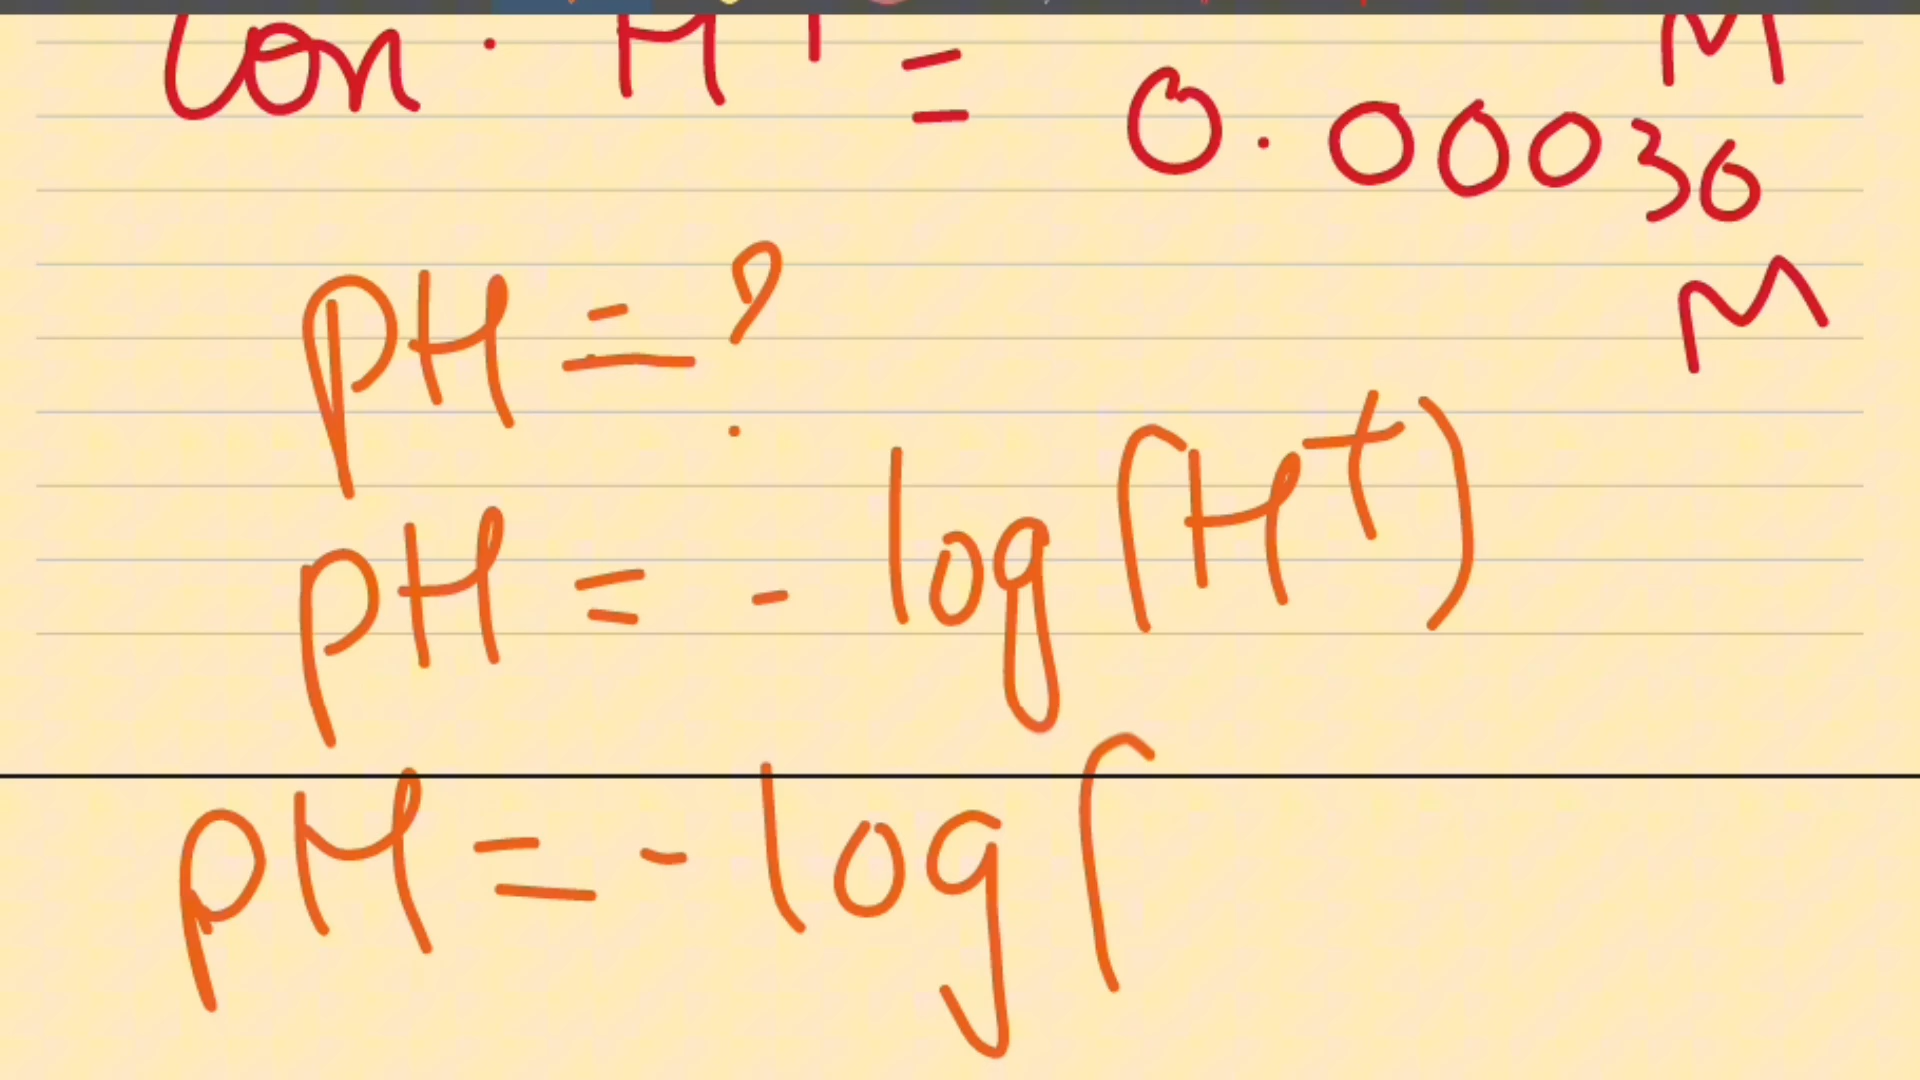 Con. H+ = 0.00030 M
M
pH = ?
pH = - log (H+)
pH = - log (